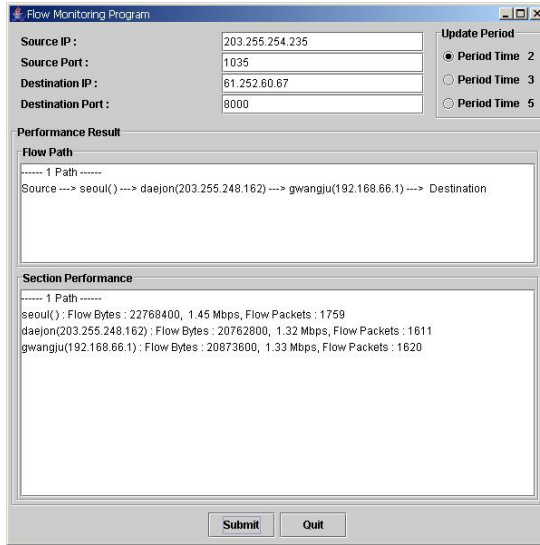 Flow Monitoring Program
Source IP : 203.255.254.235
Source Port : 1035
Destination IP : 61.252.60.67
Destination Port : 8000
Update Period
Period Time 2
Period Time 3
Period Time 5
Performance Result
Flow Path
------ 1 Path ------
Source ---> seoul( ) ---> daejon(203.255.248.162) ---> gwangju(192.168.66.1) ---> Destination
Section Performance
------ 1 Path ------
seoul( ) : Flow Bytes : 22768400, 1.45 Mbps, Flow Packets : 1759
daejon(203.255.248.162) : Flow Bytes : 20762800, 1.32 Mbps, Flow Packets : 1611
gwangju(192.168.66.1) : Flow Bytes : 20873600, 1.33 Mbps, Flow Packets : 1620
Submit Quit